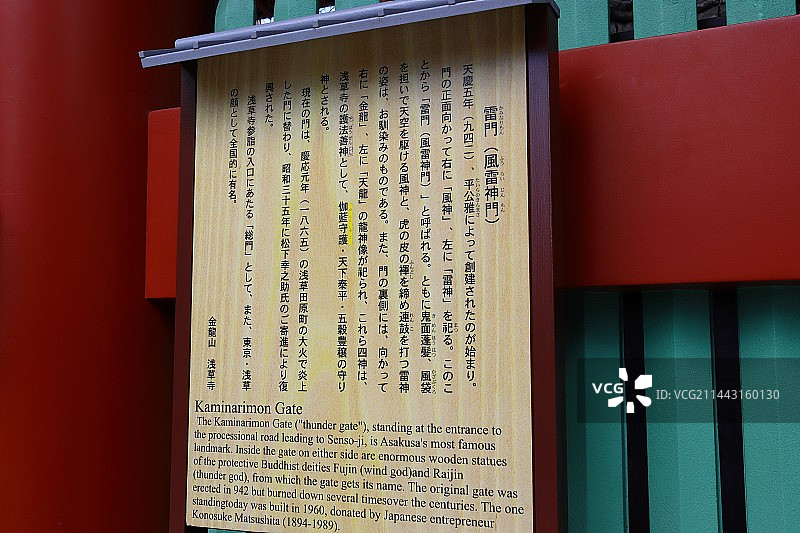 雷門（風雷神門）
天慶五年（九四二）、平公雅によって創建されたのが始まり。
門の正面向かって右に「風神」、左に「雷神」を祀る。このこ
とから「雷門（風雷神門）」と呼ばれる。ともに鬼面蓬髪、風袋
を担いで天空を駆ける風神と、虎の皮の褌を締め連鼓を打つ雷神
の姿は、お馴染みのものである。また、門の裏側には、向かって
右に「金龍」、左に「天龍」の龍神像が祀られ、これら四神は、
浅草寺の護法善神として、伽藍守護・天下泰平・五穀豊穣の守り
神とされる。
現在の門は、慶応元年（一八六五）の浅草田原町の大火で炎上
した門に替わり、昭和三十五年に松下幸之助氏のご寄進により復
興された。
浅草寺参詣の入口にあたる「総門」として、また、東京・浅草
の顔として全国的に有名。
金龍山 浅草寺
Kaminarimon Gate
The Kaminarimon Gate ("thunder gate"), standing at the entrance to
the processional road leading to Senso-ji, is Asakusa's most famous
landmark. Inside the gate on either side are enormous wooden statues
of the protective Buddhist deities Fujin (wind god)and Raijin
(thunder god), from which the gate gets its name. The original gate was
erected in 942 but burned down several timesover the centuries. The one
standingtoday was built in 1960, donated by Japanese entrepreneur
Konosuke Matsushita (1894-1989).
VCG
ID: VCG211443160130